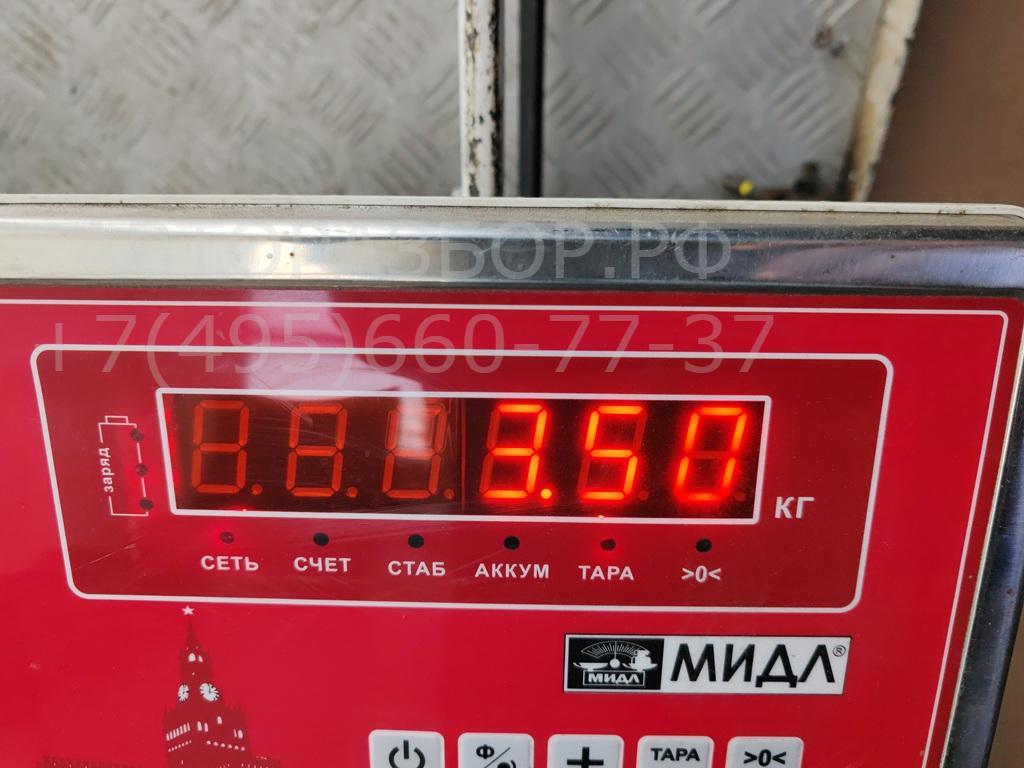 РАЗБОР.РФ
+7(495)660-77-37
заряд
3.50
КГ
СЕТЬ СЧЕТ СТАБ АККУМ ТАРА >0<
МИДЛ МИДЛ®
Ф ТАРА >0<